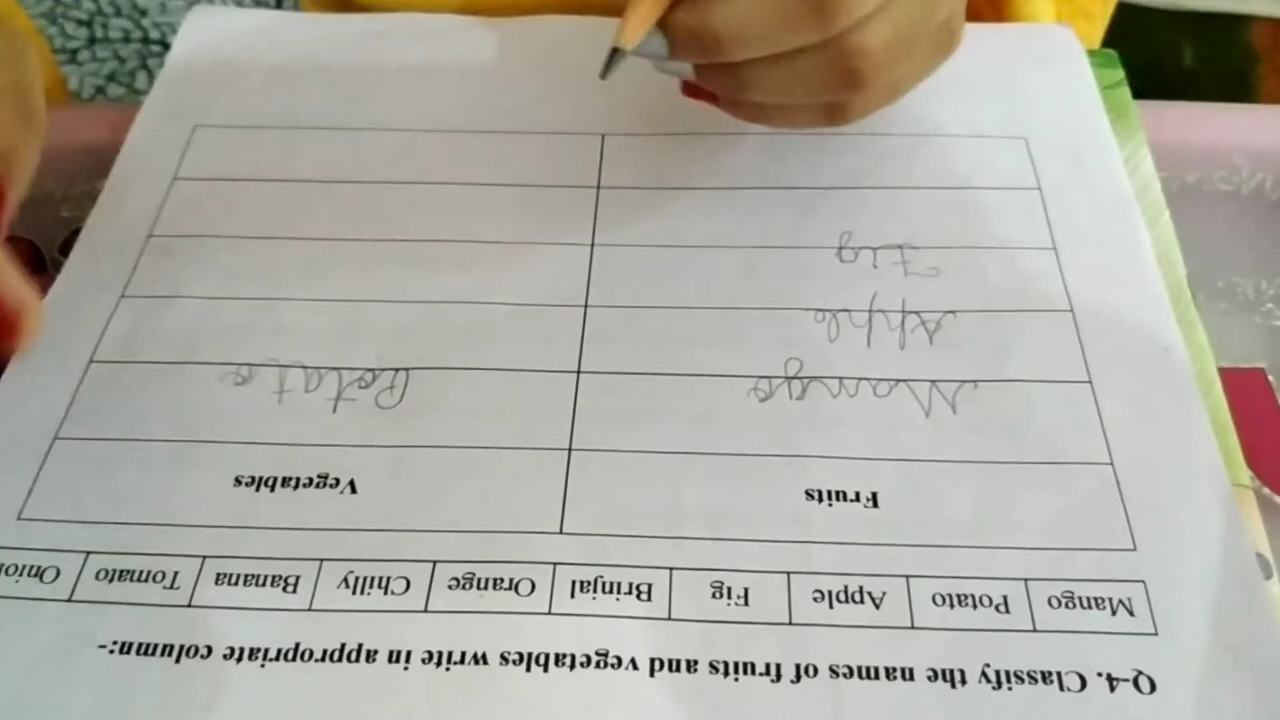 Q-4. Classify the names of fruits and vegetables write in appropriate column:-
Mango Potato Apple Fig Brinjal Orange Chilly Banana Tomato Onion
Fruits Vegetables
Mango Potato
Apple
Fig